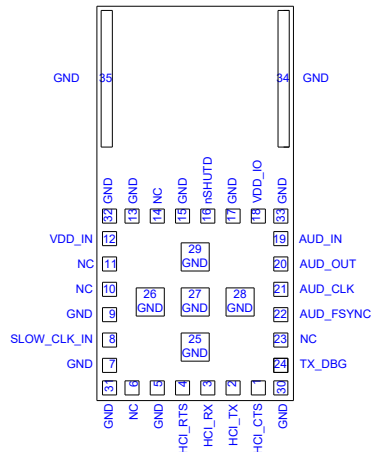 GND 35 34 GND
GND GND NC GND nSHUTD GND VDD_IO GND
32 13 14 15 16 17 18 33
VDD_IN 12 19 AUD_IN
29
GND
NC 11 20 AUD_OUT
NC 10 21 AUD_CLK
26
GND
27
GND
28
GND
GND 9 22 AUD_FSYNC
SLOW_CLK_IN 8 23 NC
25
GND
GND 7 24 TX_DBG
31 6 5 4 3 2 1 30
GND NC GND HCI_RTS HCI_RX HCI_TX HCI_CTS GND